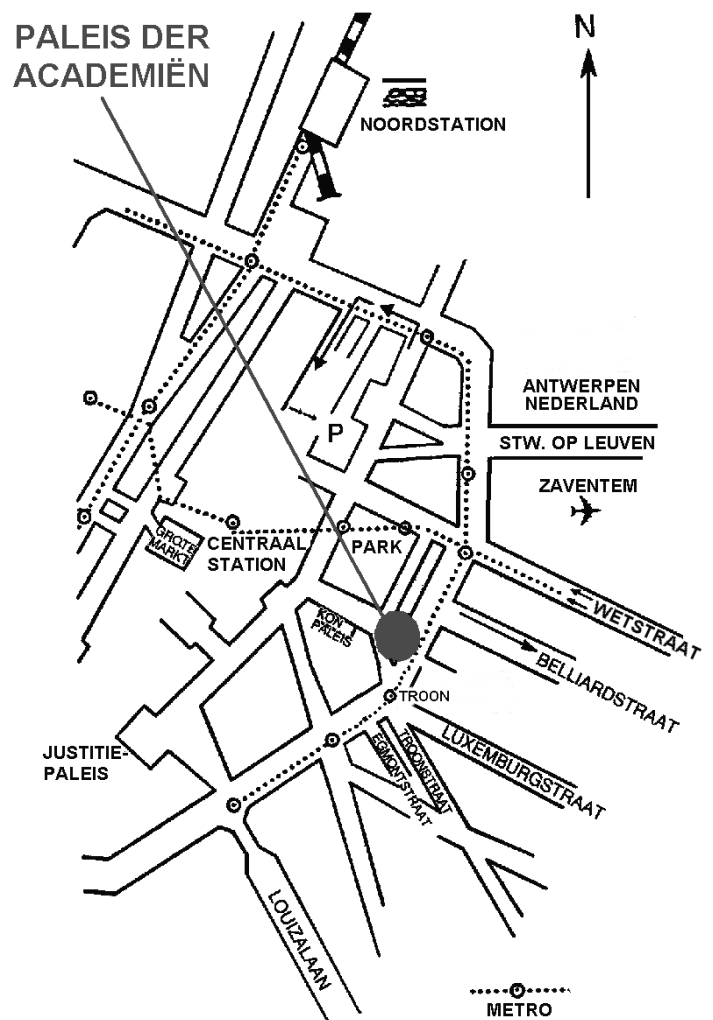 PALEIS DER
ACADEMIËN
N
NOORDSTATION
ANTWERPEN
NEDERLAND
STW. OP LEUVEN
P
ZAVENTEM
GROTE
MARKT
CENTRAAL
STATION
PARK
WETSTRAAT
KON
PALEIS
BELLIARDSTRAAT
TROON
JUSTITIE-
PALEIS
LUXEMBURGSTRAAT
TROONSTRAAT
EGMONTSTRAAT
LOUIZALAAN
METRO